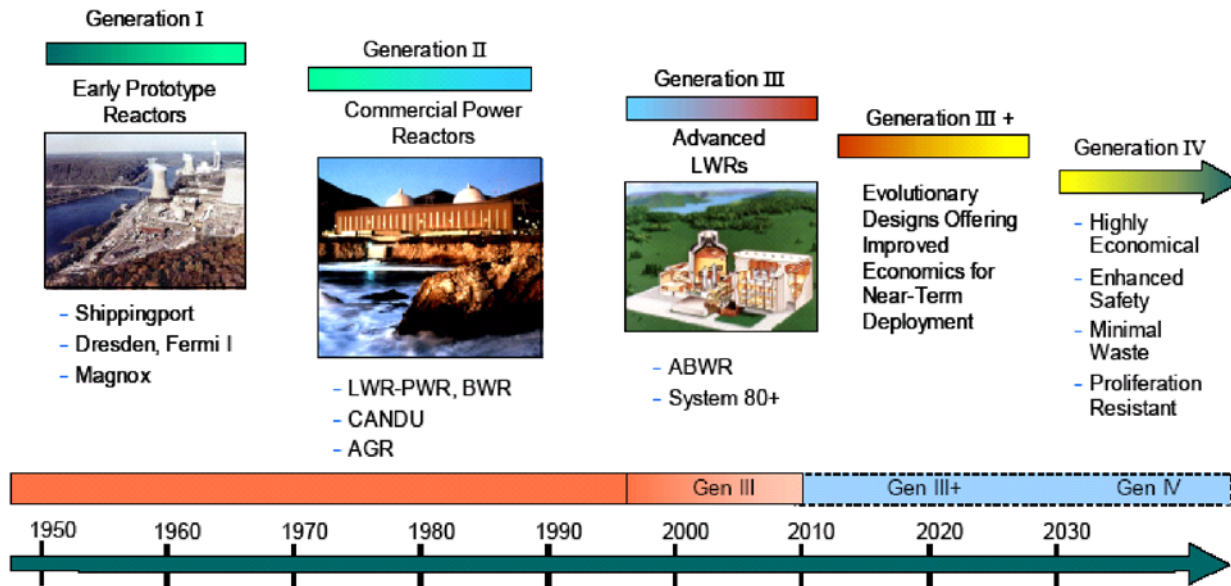 Generation I
Early Prototype
Reactors
- Shippingport
- Dresden, Fermi I
- Magnox
Generation II
Commercial Power
Reactors
- LWR-PWR, BWR
- CANDU
- AGR
Generation III
Advanced
LWRs
- ABWR
- System 80+
Generation III +
Evolutionary
Designs Offering
Improved
Economics for
Near-Term
Deployment
Generation IV
- Highly
Economical
- Enhanced
Safety
- Minimal
Waste
- Proliferation
Resistant
Gen III
Gen III+
Gen IV
1950 1960 1970 1980 1990 2000 2010 2020 2030